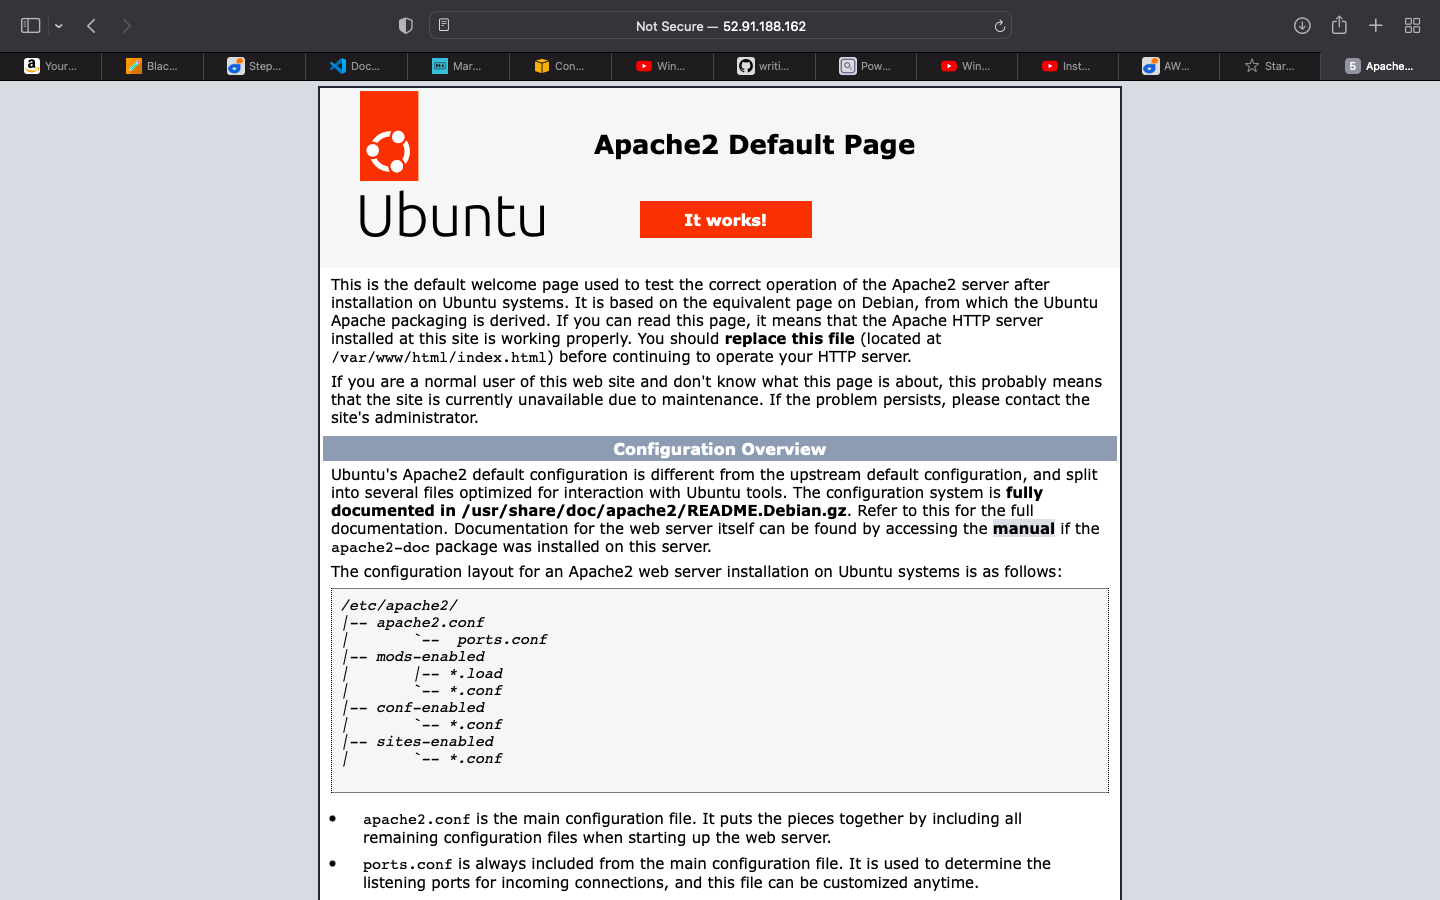 Not Secure — 52.91.188.162
Your...
Blac...
Step...
Doc...
Mar...
Con...
Win...
writi...
Pow...
Win...
Inst...
AW...
Star...
5 Apache...
Apache2 Default Page
Ubuntu
It works!
This is the default welcome page used to test the correct operation of the Apache2 server after
installation on Ubuntu systems. It is based on the equivalent page on Debian, from which the Ubuntu
Apache packaging is derived. If you can read this page, it means that the Apache HTTP server
installed at this site is working properly. You should replace this file (located at
/var/www/html/index.html) before continuing to operate your HTTP server.
If you are a normal user of this web site and don't know what this page is about, this probably means
that the site is currently unavailable due to maintenance. If the problem persists, please contact the
site's administrator.
Configuration Overview
Ubuntu's Apache2 default configuration is different from the upstream default configuration, and split
into several files optimized for interaction with Ubuntu tools. The configuration system is fully
documented in /usr/share/doc/apache2/README.Debian.gz. Refer to this for the full
documentation. Documentation for the web server itself can be found by accessing the manual if the
apache2-doc package was installed on this server.
The configuration layout for an Apache2 web server installation on Ubuntu systems is as follows:
/etc/apache2/
|-- apache2.conf
|       `--  ports.conf
|-- mods-enabled
|       |-- *.load
|       `-- *.conf
|-- conf-enabled
|       `-- *.conf
|-- sites-enabled
|       `-- *.conf
• apache2.conf is the main configuration file. It puts the pieces together by including all
remaining configuration files when starting up the web server.
• ports.conf is always included from the main configuration file. It is used to determine the
listening ports for incoming connections, and this file can be customized anytime.